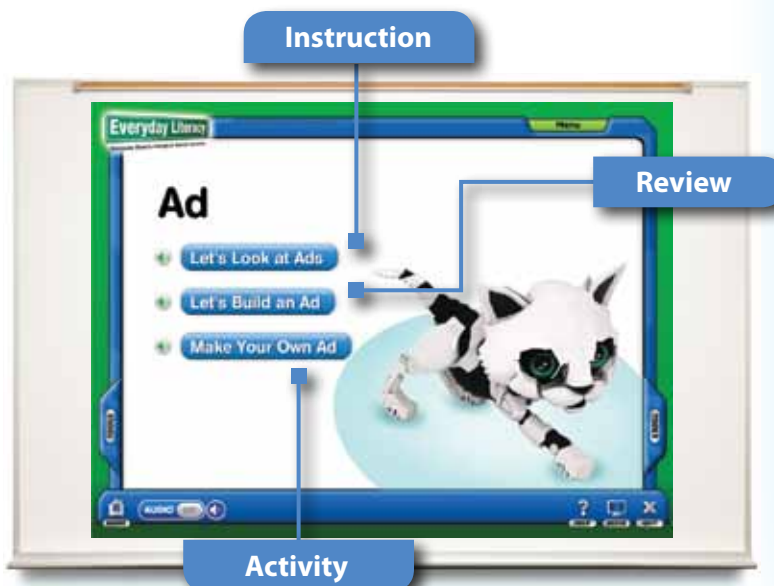 Instruction
Everyday Literacy
Menu
Review
Ad
Let's Look at Ads
Let's Build an Ad
Make Your Own Ad
AUDIO
?
Activity